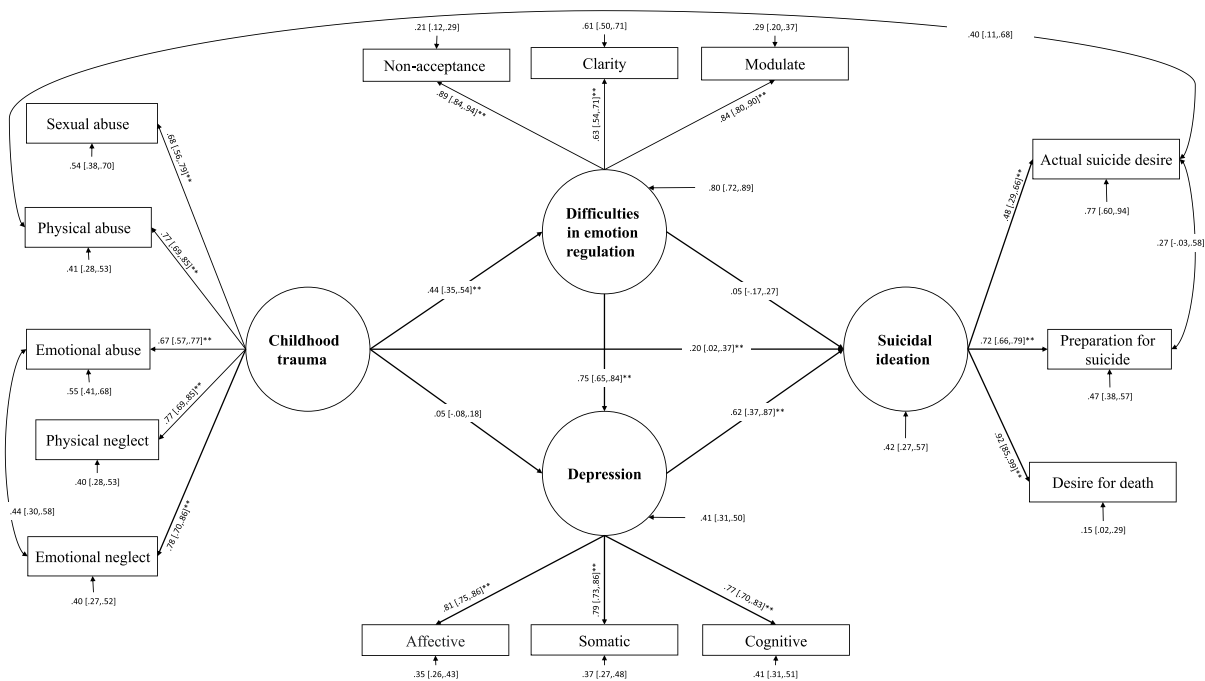 .21 [.12,.29]
.61 [.50,.71]
.29 [.20,.37]
.40 [.11,.68]
Non-acceptance
Clarity
Modulate
.89 [.84,.94]**
.63 [.54,.71]**
.84 [.80,.90]**
Sexual abuse
.54 [.38,.70]
.68 [.56,.79]**
Actual suicide desire
.77 [.60,.94]
.48 [.29,.66]**
.80 [.72,.89]
Difficulties
in emotion
regulation
Physical abuse
.41 [.28,.53]
.77 [.69,.85]**
.27 [-.03,.58]
.44 [.35,.54]**
.05 [-.17,.27]
Childhood
trauma
Emotional abuse
.55 [.41,.68]
.67 [.57,.77]**
.20 [.02,.37]**
Suicidal
ideation
.72 [.66,.79]**
Preparation for
suicide
.47 [.38,.57]
.75 [.65,.84]**
.05 [-.08,.18]
.62 [.37,.87]**
.77 [.69,.85]**
Physical neglect
.40 [.28,.53]
.42 [.27,.57]
.92 [85,.99]**
Depression
Desire for death
.15 [.02,.29]
.44 [.30,.58]
.78 [.70,.86]**
.41 [.31,.50]
Emotional neglect
.40 [.27,.52]
.81 [.75,.86]**
.79 [.73,.86]**
.77 [.70,.83]**
Affective
Somatic
Cognitive
.35 [.26,.43]
.37 [.27,.48]
.41 [.31,.51]